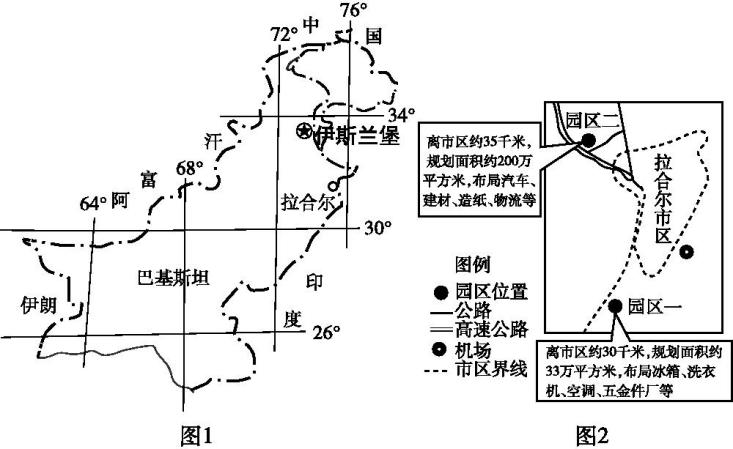 76°
72°
中
国
34°
伊斯兰堡
汗
富
68°
阿
64°
拉合尔
30°
巴基斯坦
伊朗
印
度
26°
图1
园区二
离市区约35千米，
规划面积约200万
平方米，布局汽车、
建材、造纸、物流等
拉合尔市区
图例
园区位置
公路
高速公路
机场
市区界线
园区一
离市区约30千米，规划面积约
33万平方米，布局冰箱、洗衣
机、空调、五金件厂等
图2